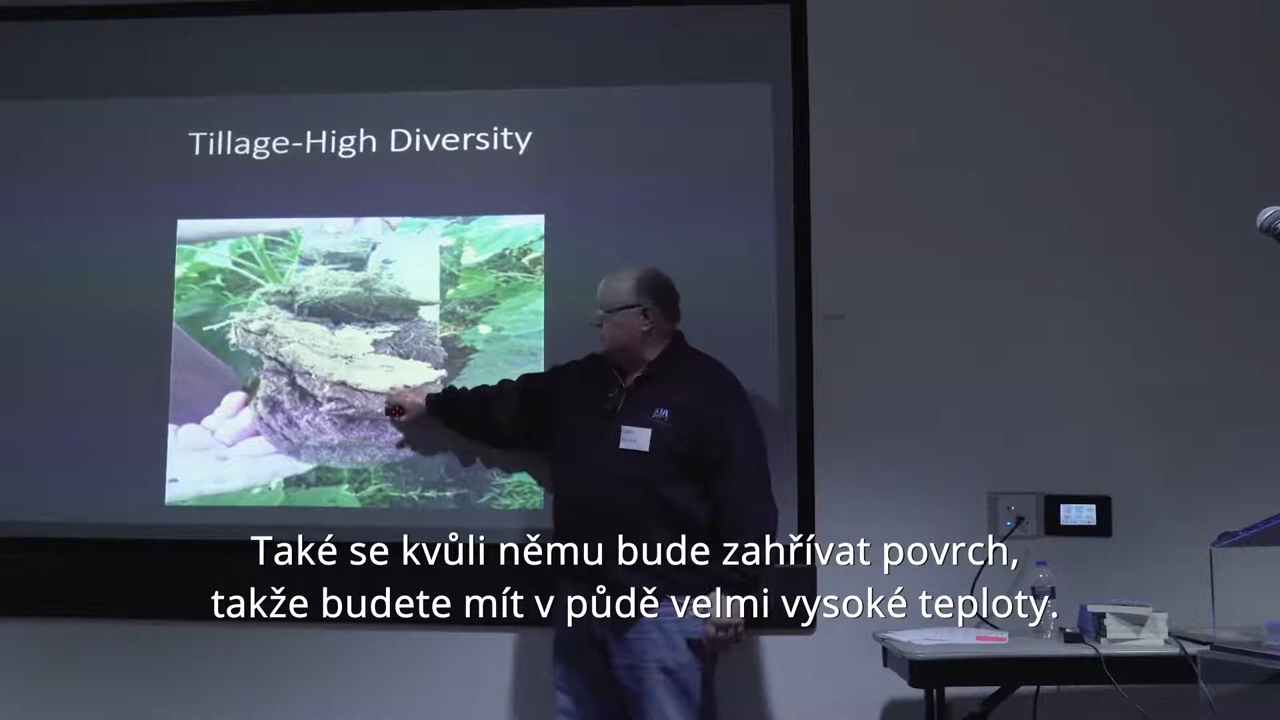 Tillage-High Diversity
Také se kvůli němu bude zahřívat povrch,
takže budete mít v půdě velmi vysoké teploty.